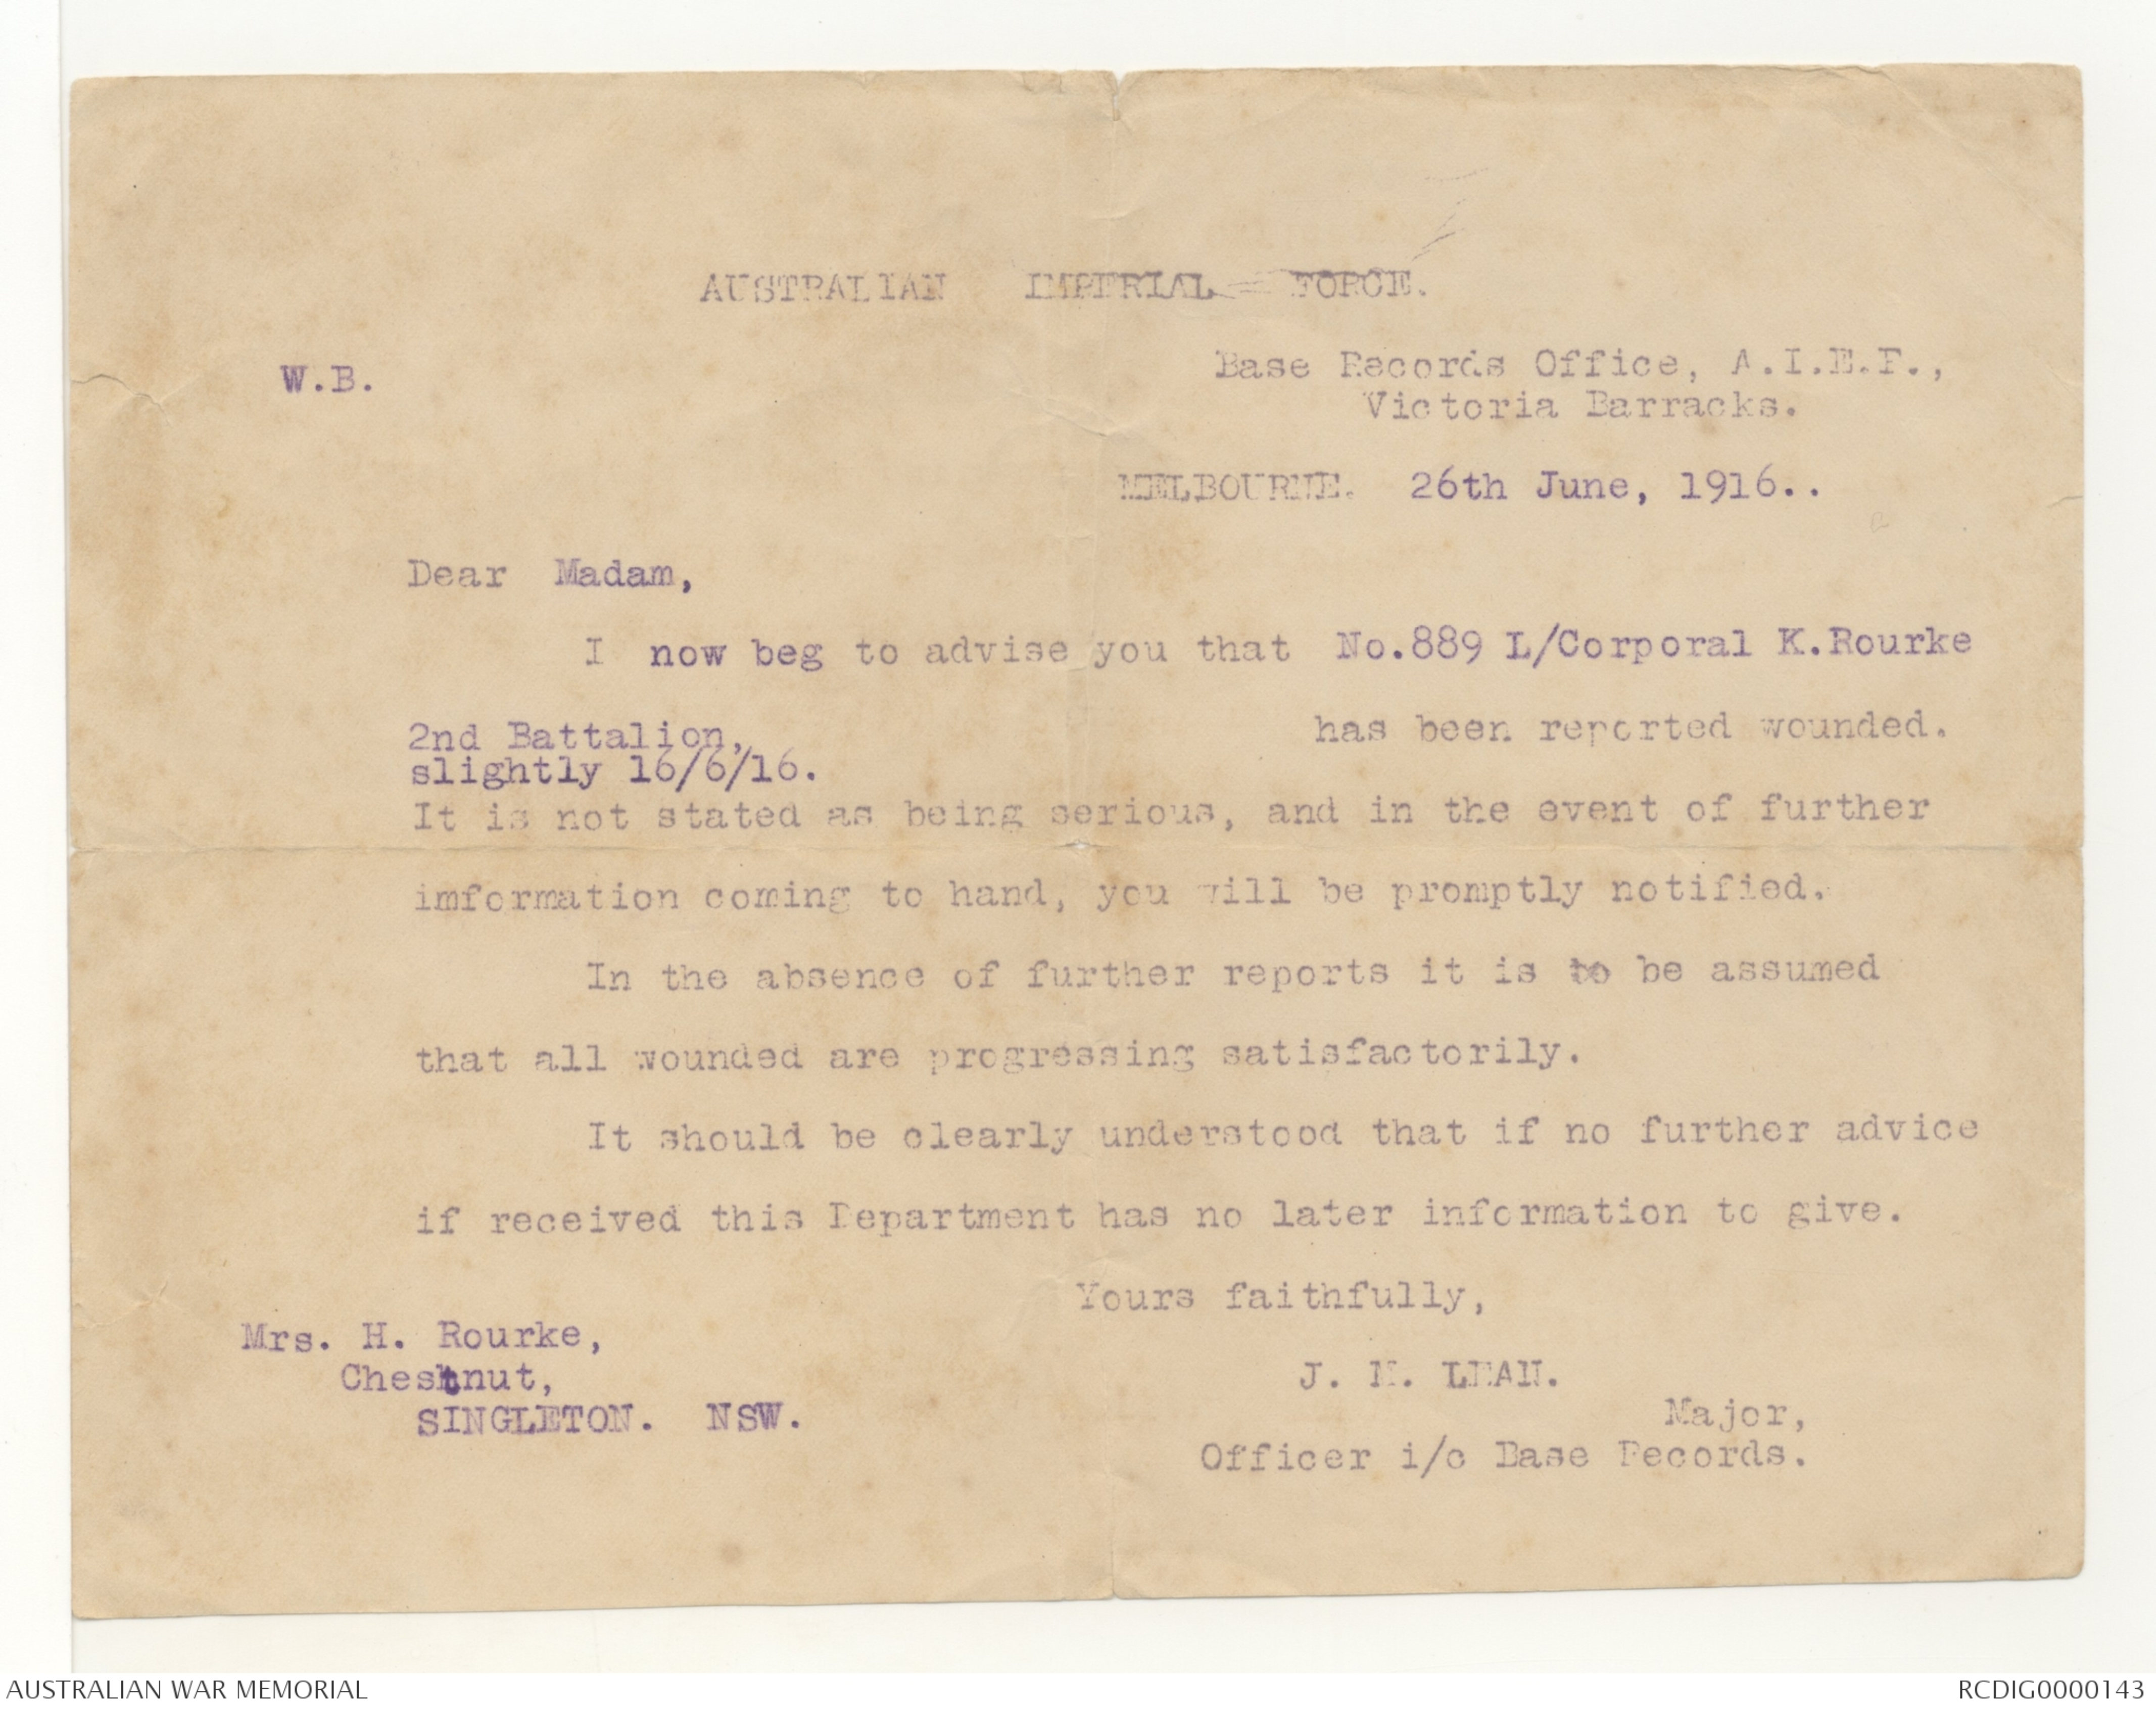 AUSTRALIAN IMPERIAL FORCE.
W.B.
Base Records Office, A.I.E.F.,
Victoria Barracks.
MELBOURNE. 26th June, 1916..
Dear Madam,
I now beg to advise you that No.889 L/Corporal K.Rourke
2nd Battalion, has been reported wounded.
slightly 16/6/16.
It is not stated as being serious, and in the event of further
imformation coming to hand, you will be promptly notified.
In the absence of further reports it is to be assumed
that all wounded are progressing satisfactorily.
It should be clearly understood that if no further advice
if received this Department has no later information to give.
Yours faithfully,
Mrs. H. Rourke,
Chestnut,
SINGLETON. NSW.
J. M. LEAN.
Major,
Officer i/c Base Records.
AUSTRALIAN WAR MEMORIAL
RCDIG0000143